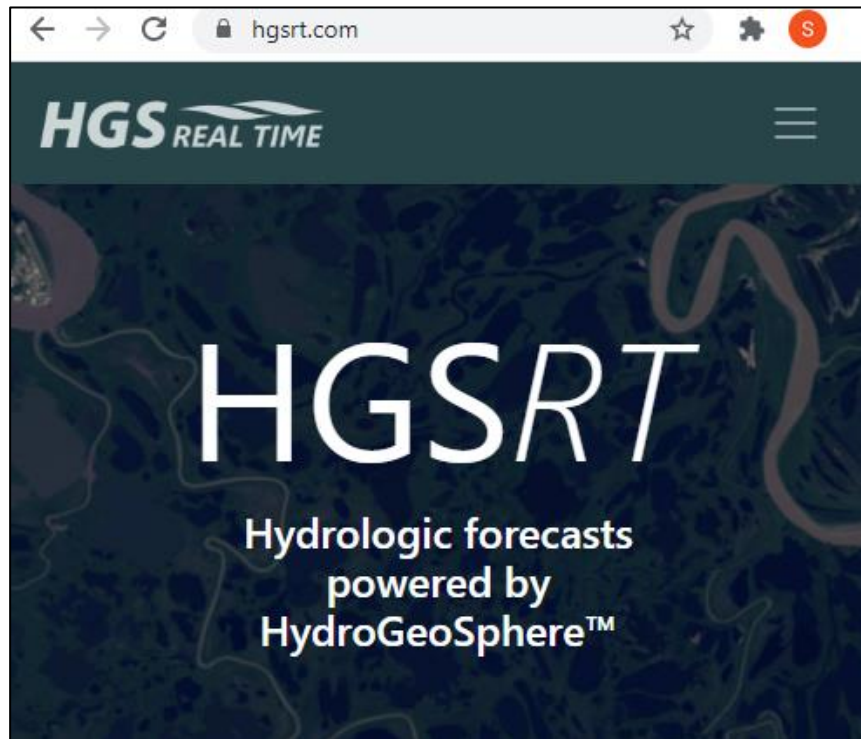 hgsrt.com
S
HGS REAL TIME
HGSRT
Hydrologic forecasts
powered by
HydroGeoSphere™